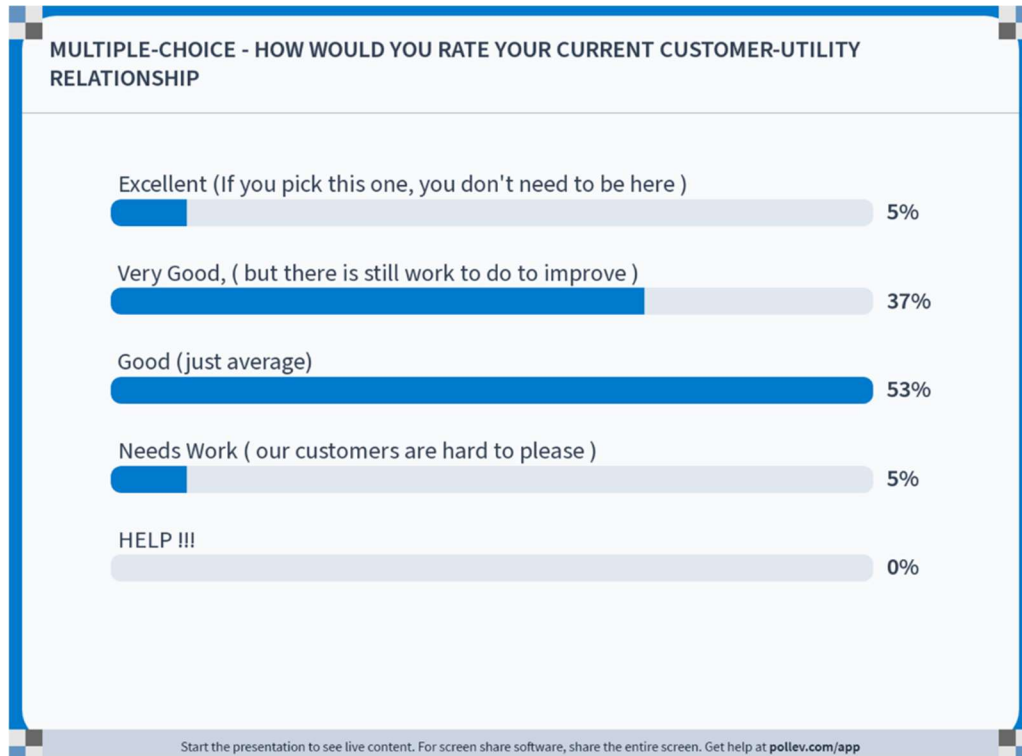 MULTIPLE-CHOICE - HOW WOULD YOU RATE YOUR CURRENT CUSTOMER-UTILITY
RELATIONSHIP
Excellent (If you pick this one, you don't need to be here )
5%
Very Good, ( but there is still work to do to improve )
37%
Good (just average)
53%
Needs Work ( our customers are hard to please )
5%
HELP !!!
0%
Start the presentation to see live content. For screen share software, share the entire screen. Get help at pollev.com/app